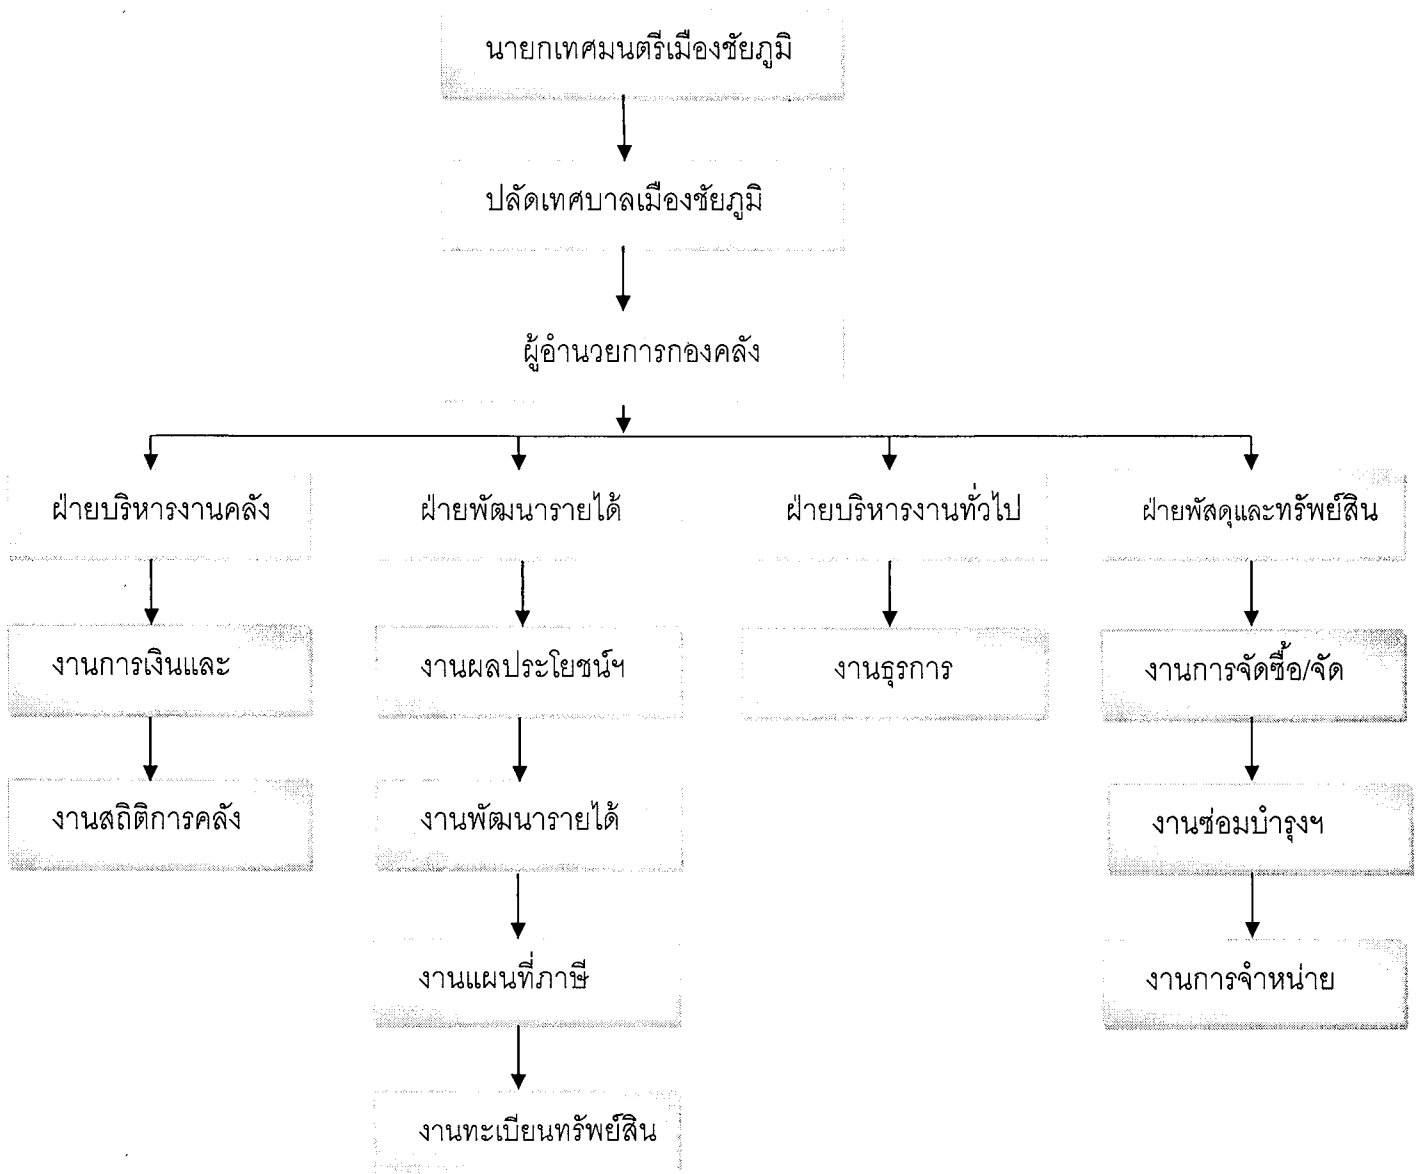 นายกเทศมนตรีเมืองชัยภูมิ
ปลัดเทศบาลเมืองชัยภูมิ
ผู้อำนวยการกองคลัง
ฝ่ายบริหารงานคลัง
ฝ่ายพัฒนารายได้
ฝ่ายบริหารงานทั่วไป
ฝ่ายพัสดุและทรัพย์สิน
งานการเงินและ
งานผลประโยชน์ฯ
งานธุรการ
งานการจัดซื้อ/จัด
งานสถิติการคลัง
งานพัฒนารายได้
งานซ่อมบำรุงฯ
งานแผนที่ภาษี
งานการจำหน่าย
งานทะเบียนทรัพย์สิน